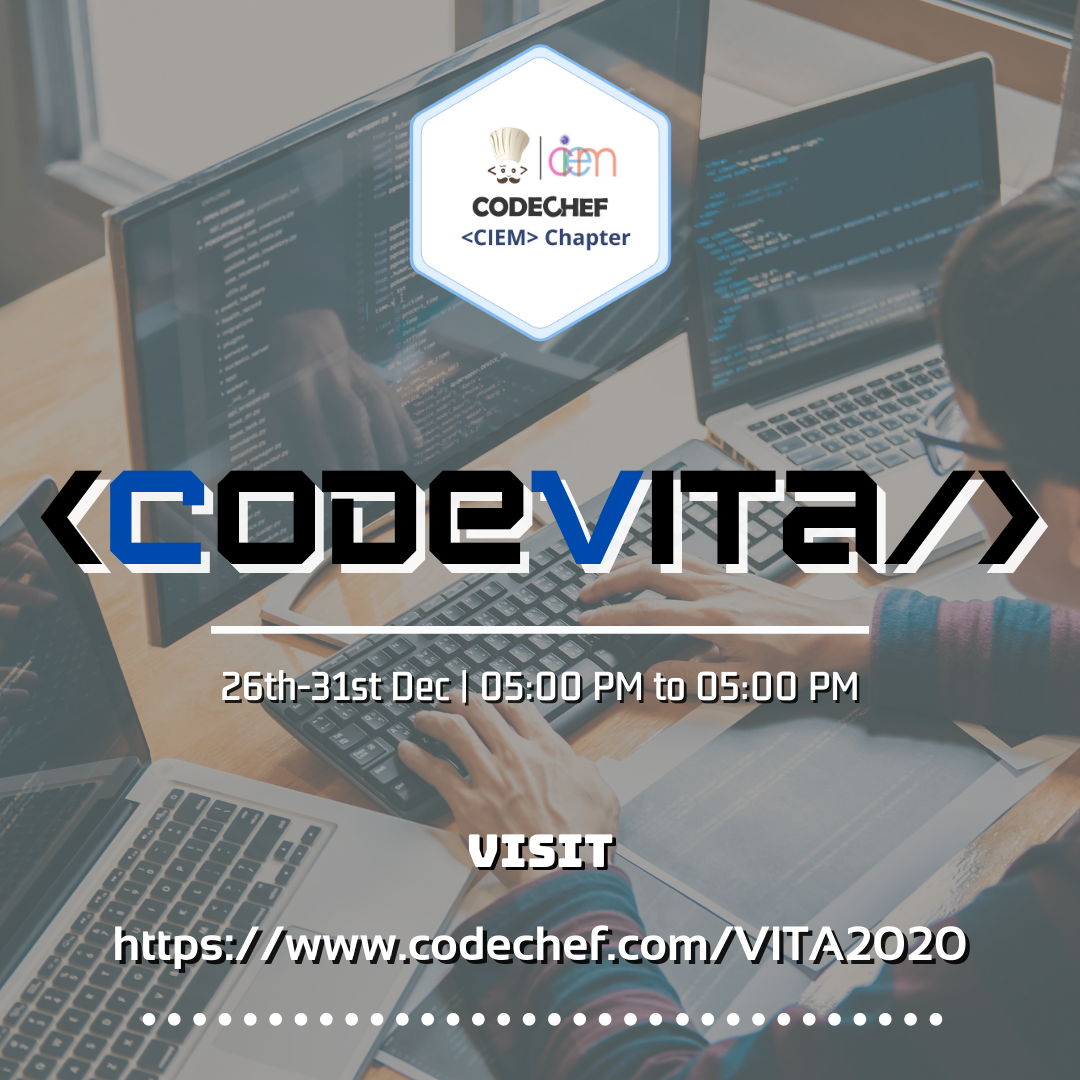 ciem
CODECHEF
<CIEM> Chapter
<CODEVITA/>
26th-31st Dec | 05:00 PM to 05:00 PM
VISIT
https://www.codechef.com/VITA2020